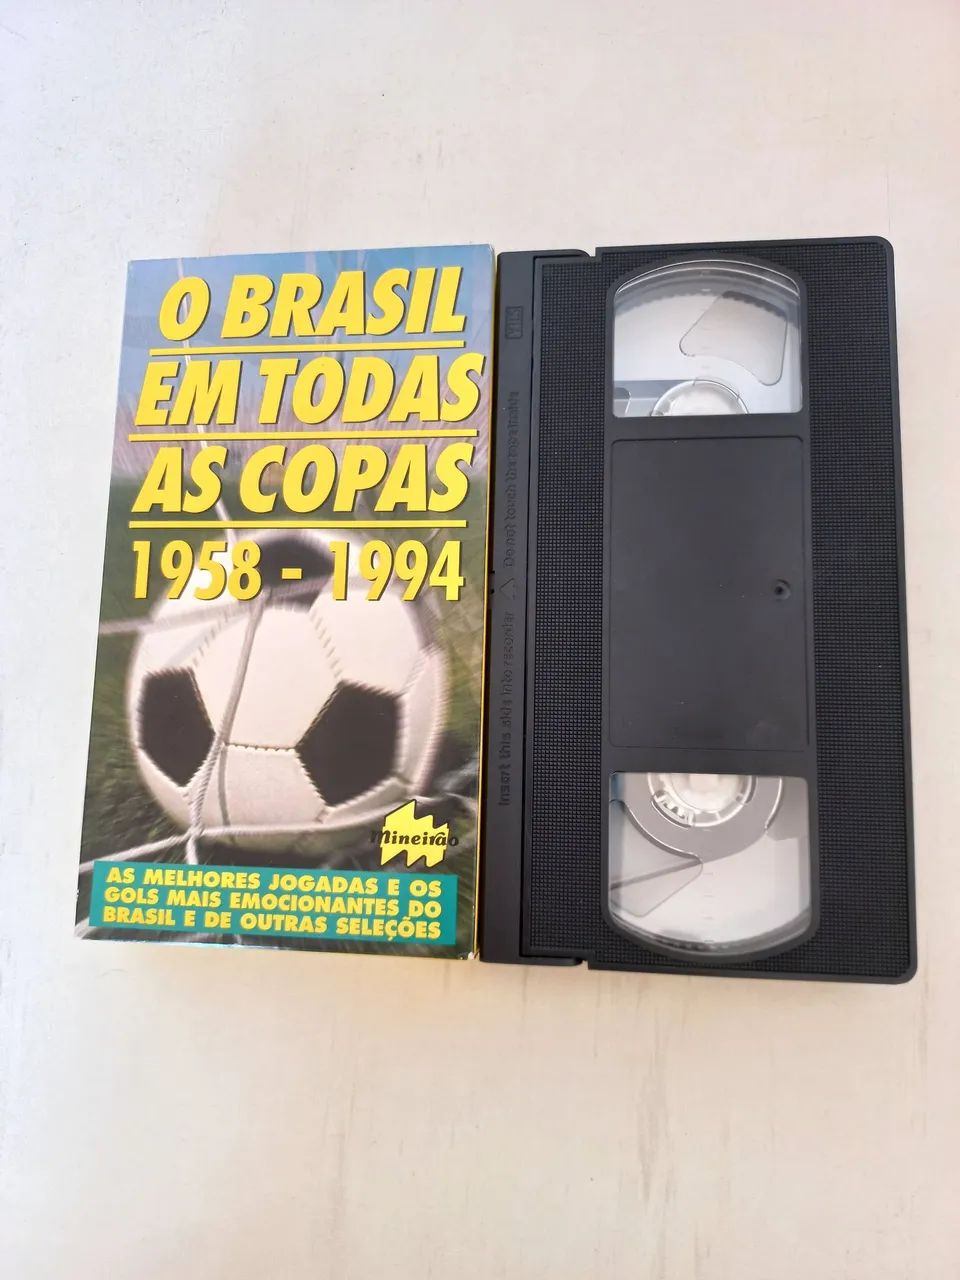 O BRASIL
EM TODAS
AS COPAS
1958 - 1994
Mineirão
AS MELHORES JOGADAS E OS
GOLS MAIS EMOCIONANTES DO
BRASIL E DE OUTRAS SELEÇÕES
VHS
Insert this side into recorder △ Do not touch the tape inside